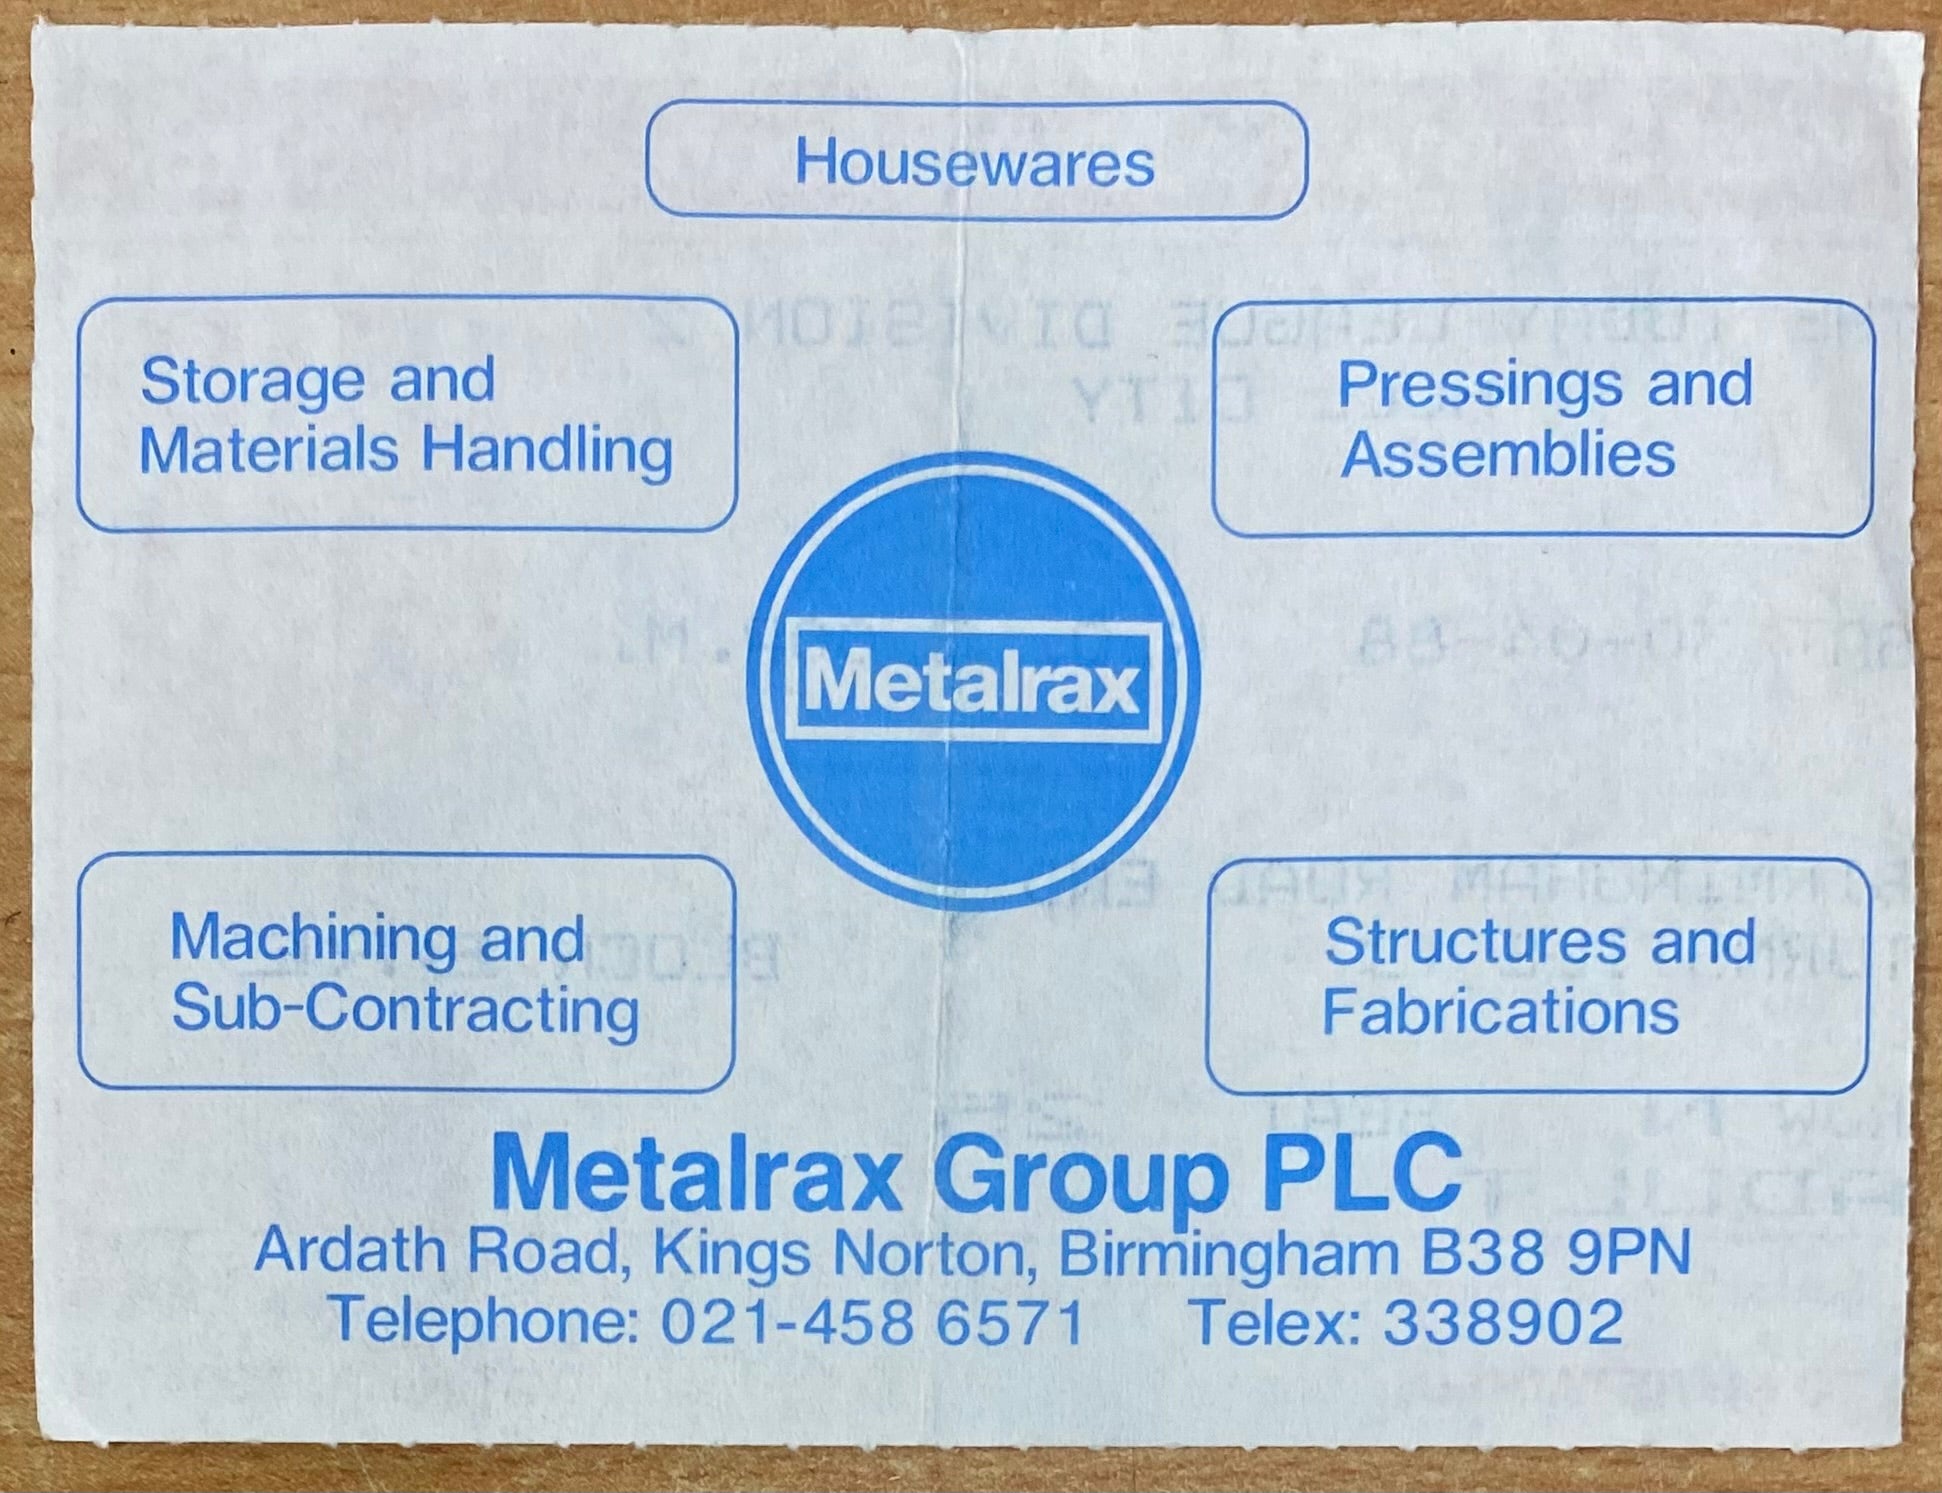 Housewares
Storage and
Materials Handling
Pressings and
Assemblies
Metalrax
Machining and
Sub-Contracting
Structures and
Fabrications
Metalrax Group PLC
Ardath Road, Kings Norton, Birmingham B38 9PN
Telephone: 021-458 6571 Telex: 338902